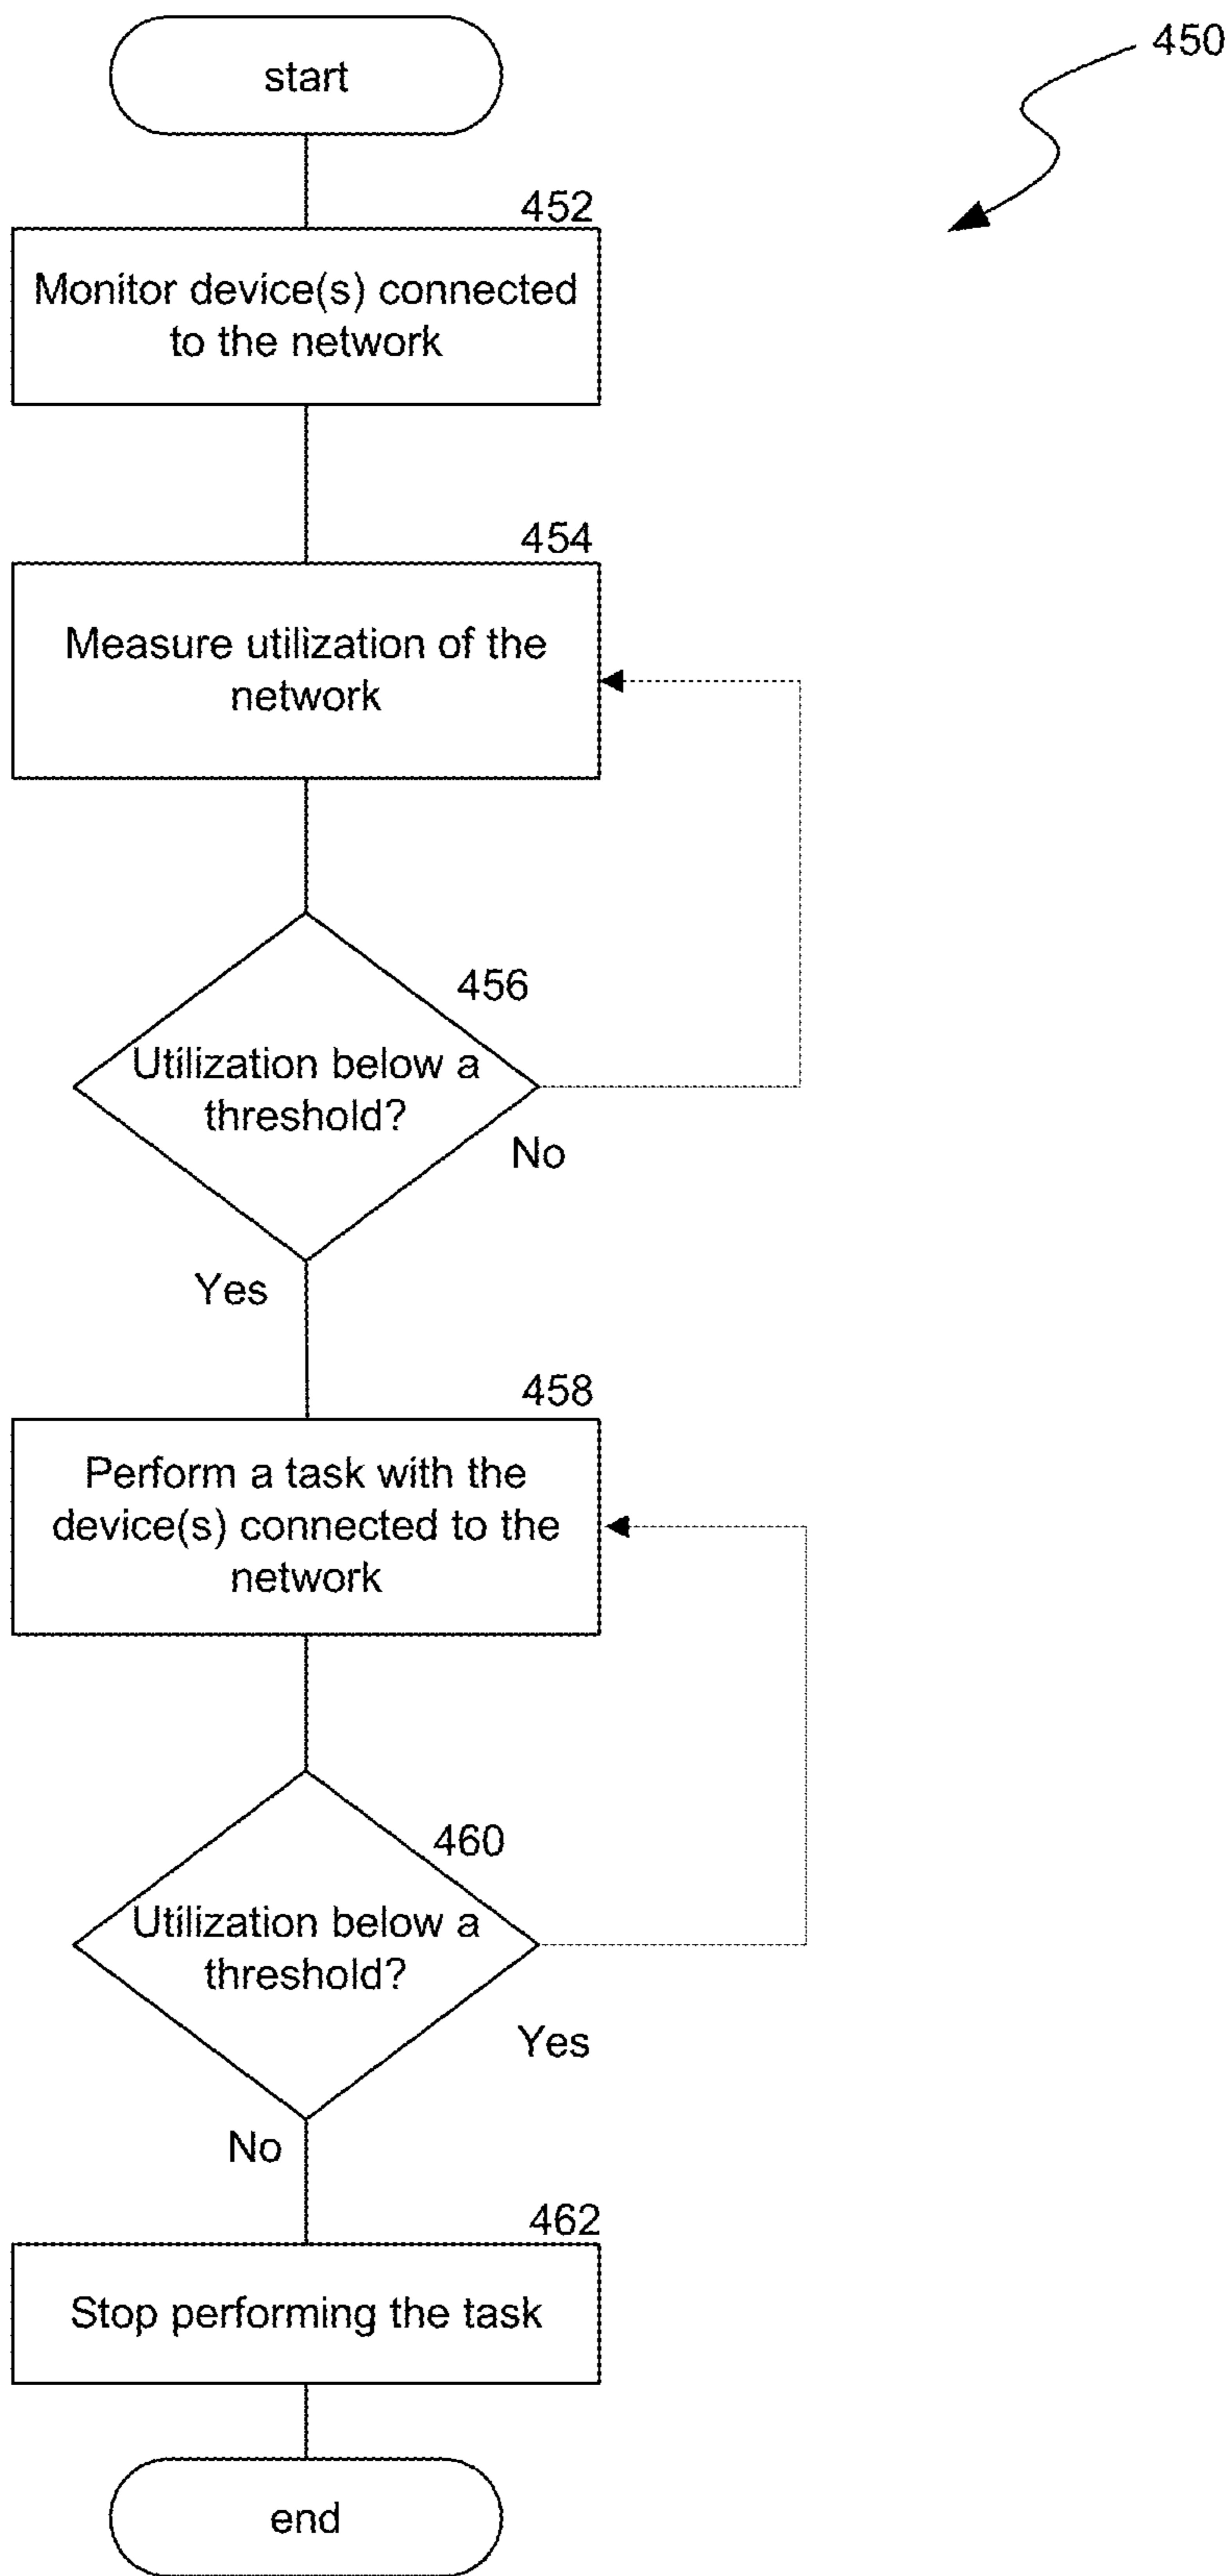 start
450
452
Monitor device(s) connected
to the network
454
Measure utilization of the
network
456
Utilization below a
threshold?
No
Yes
458
Perform a task with the
device(s) connected to the
network
460
Utilization below a
threshold?
Yes
No
462
Stop performing the task
end